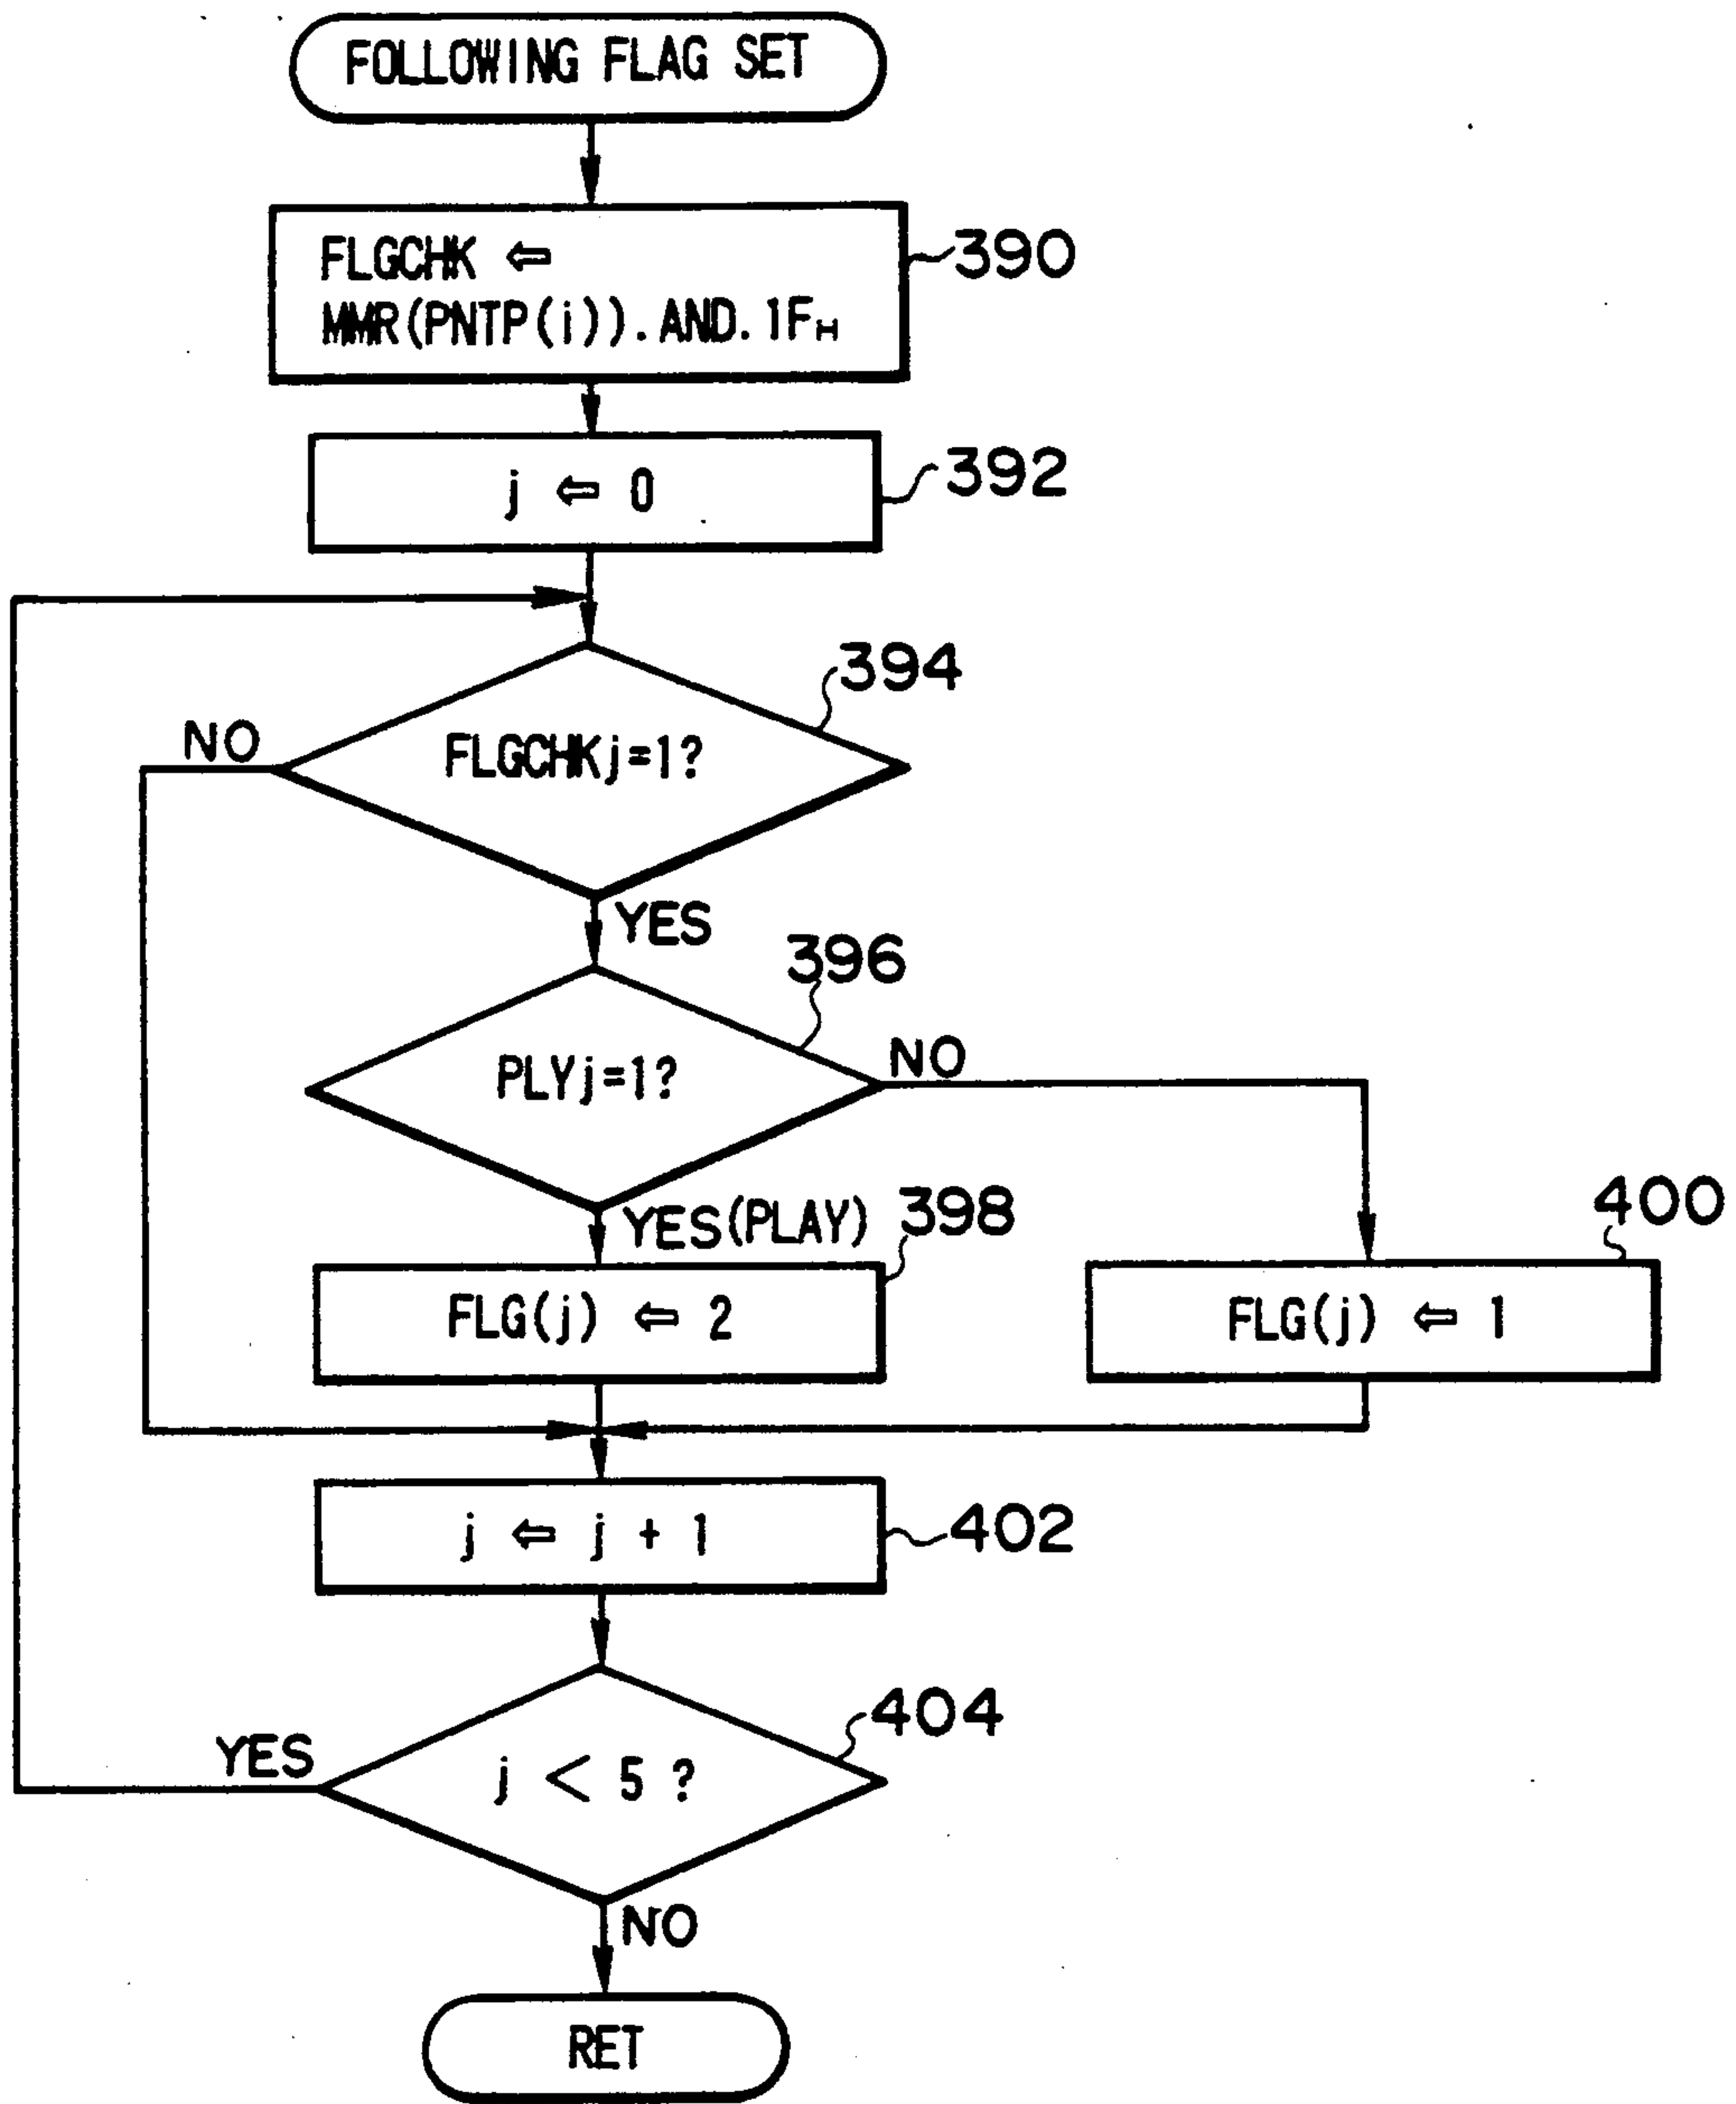 FOLLOWING FLAG SET
FLGCHK ⇐
MMR(PNTP(i)).AND.1FH
390
j ⇐ 0
392
394
NO
FLGCHKj=1?
YES
396
PLYj=1?
NO
YES(PLAY)
398
400
FLG(j) ⇐ 2
FLG(j) ⇐ 1
j ⇐ j + 1
402
404
YES
j < 5 ?
NO
RET